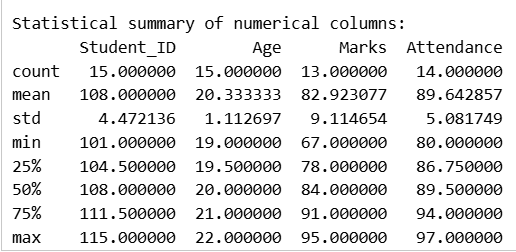 Statistical summary of numerical columns:
Student_ID Age Marks Attendance
count 15.000000 15.000000 13.000000 14.000000
mean 108.000000 20.333333 82.923077 89.642857
std 4.472136 1.112697 9.114654 5.081749
min 101.000000 19.000000 67.000000 80.000000
25% 104.500000 19.500000 78.000000 86.750000
50% 108.000000 20.000000 84.000000 89.500000
75% 111.500000 21.000000 91.000000 94.000000
max 115.000000 22.000000 95.000000 97.000000